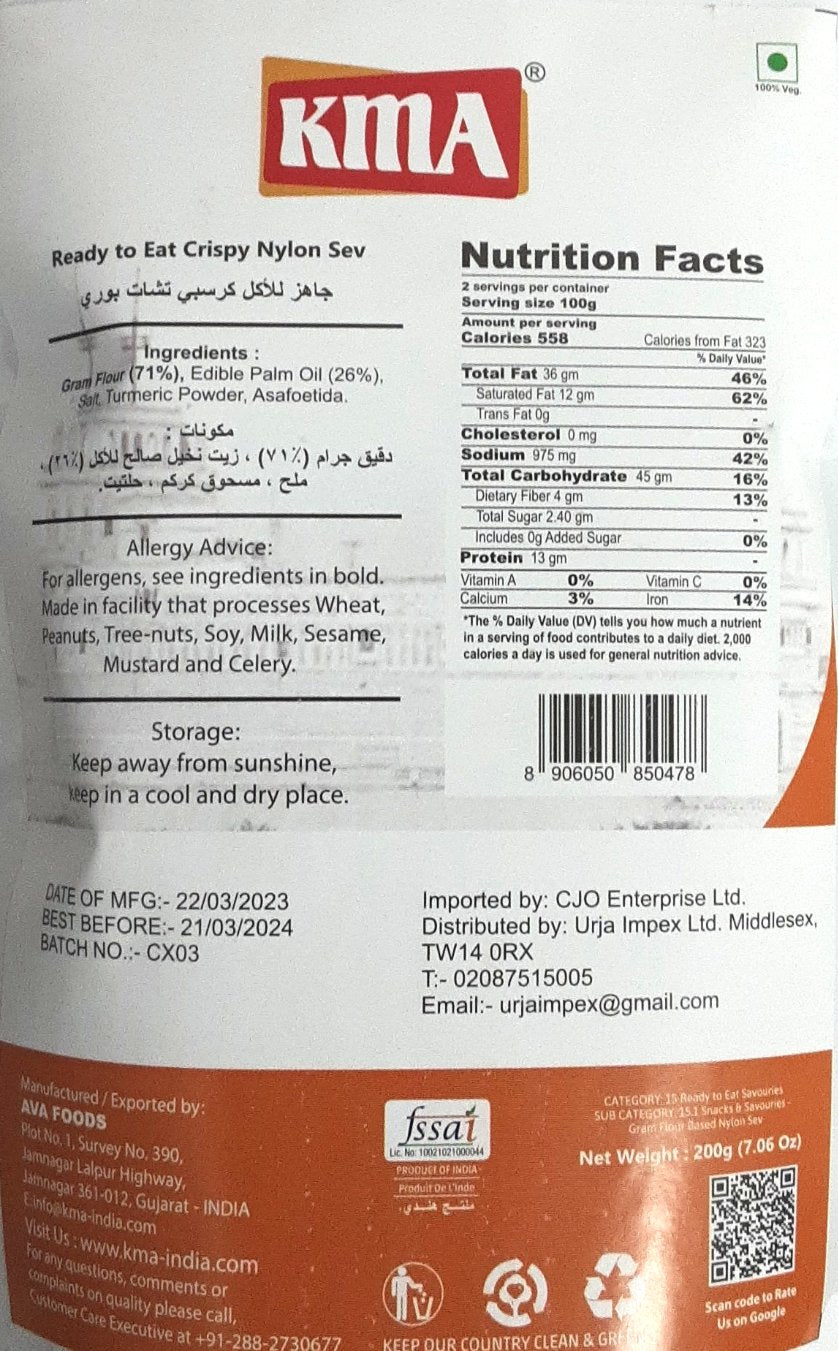 KMA ®
100% Veg.
Ready to Eat Crispy Nylon Sev
جاهز للأكل كرسبي تشات بوري
Ingredients :
Gram Flour (71%), Edible Palm Oil (26%),
Salt, Turmeric Powder, Asafoetida.
مكونات :
دقيق جرام (٧١٪) ، زيت نخيل صالح للأكل (٢٦٪)،
ملح ، مسحوق كركم ، حلتيت.
Allergy Advice:
For allergens, see ingredients in bold.
Made in facility that processes Wheat,
Peanuts, Tree-nuts, Soy, Milk, Sesame,
Mustard and Celery.
Storage:
Keep away from sunshine,
keep in a cool and dry place.
Nutrition Facts
2 servings per container
Serving size 100g
Amount per serving
Calories 558 Calories from Fat 323
% Daily Value*
Total Fat 36 gm 46%
Saturated Fat 12 gm 62%
Trans Fat 0g -
Cholesterol 0 mg 0%
Sodium 975 mg 42%
Total Carbohydrate 45 gm 16%
Dietary Fiber 4 gm 13%
Total Sugar 2.40 gm -
Includes 0g Added Sugar 0%
Protein 13 gm -
Vitamin A 0% Vitamin C 0%
Calcium 3% Iron 14%
*The % Daily Value (DV) tells you how much a nutrient
in a serving of food contributes to a daily diet. 2,000
calories a day is used for general nutrition advice.
8 906050 850478
DATE OF MFG:- 22/03/2023
BEST BEFORE:- 21/03/2024
BATCH NO.:- CX03
Imported by: CJO Enterprise Ltd.
Distributed by: Urja Impex Ltd. Middlesex,
TW14 0RX
T:- 02087515005
Email:- urjaimpex@gmail.com
Manufactured / Exported by:
AVA FOODS
Plot No. 1, Survey No. 390,
Jamnagar Lalpur Highway,
Jamnagar 361-012, Gujarat - INDIA
E:info@kma-india.com
Visit Us : www.kma-india.com
For any questions, comments or
complaints on quality please call,
Customer Care Executive at +91-288-2730677
fssai
Lic. No: 10021021000044
PRODUCT OF INDIA
Produit De L'inde
منتج هندي
CATEGORY: 15 Ready to Eat Savouries
SUB CATEGORY: 15.1 Snacks & Savouries -
Gram Flour Based Nylon Sev
Net Weight : 200g (7.06 Oz)
Scan code to Rate
Us on Google
KEEP OUR COUNTRY CLEAN &